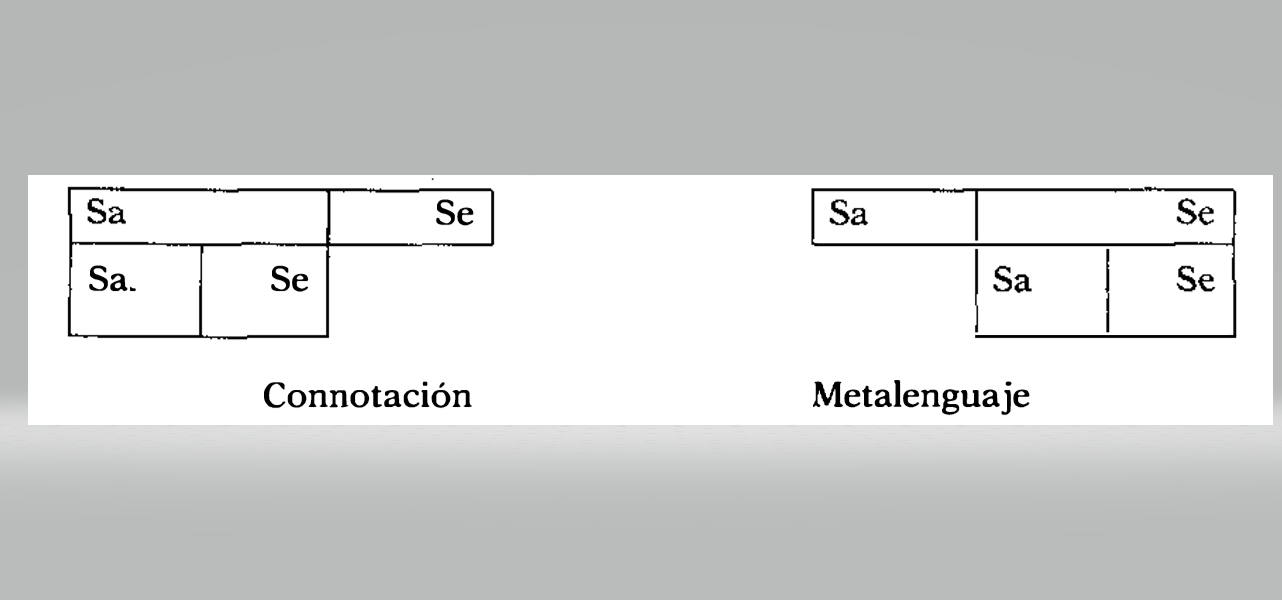 Sa Se Sa Se
Sa. Se Sa Se
Connotación Metalenguaje